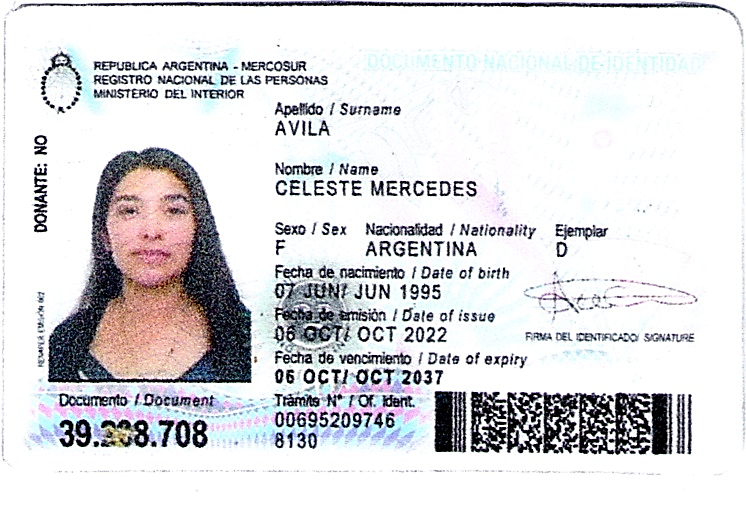 REPUBLICA ARGENTINA - MERCOSUR
REGISTRO NACIONAL DE LAS PERSONAS
MINISTERIO DEL INTERIOR
DOCUMENTO NACIONAL DE IDENTIDAD
Apellido / Surname
AVILA
Nombre / Name
CELESTE MERCEDES
Sexo / Sex Nacionalidad / Nationality Ejemplar
F ARGENTINA D
Fecha de nacimiento / Date of birth
07 JUN/ JUN 1995
Fecha de emisión / Date of issue
06 OCT/ OCT 2022
FIRMA DEL IDENTIFICADO/ SIGNATURE
Fecha de vencimiento / Date of expiry
06 OCT/ OCT 2037
Documento / Document
Trámite N° / Of. Ident.
00695209746
8130
DONANTE: NO